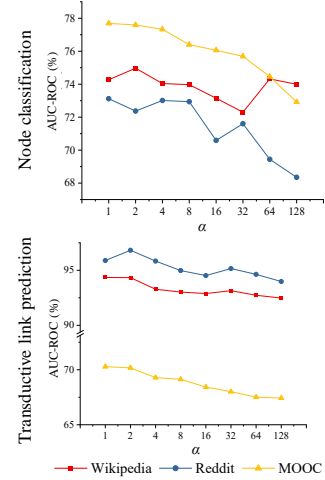 Node classification
AUC-ROC (%)
78
76
74
72
70
68
1 2 4 8 16 32 64 128
α
Transductive link prediction
AUC-ROC (%)
95
90
70
65
1 2 4 8 16 32 64 128
α
Wikipedia Reddit MOOC